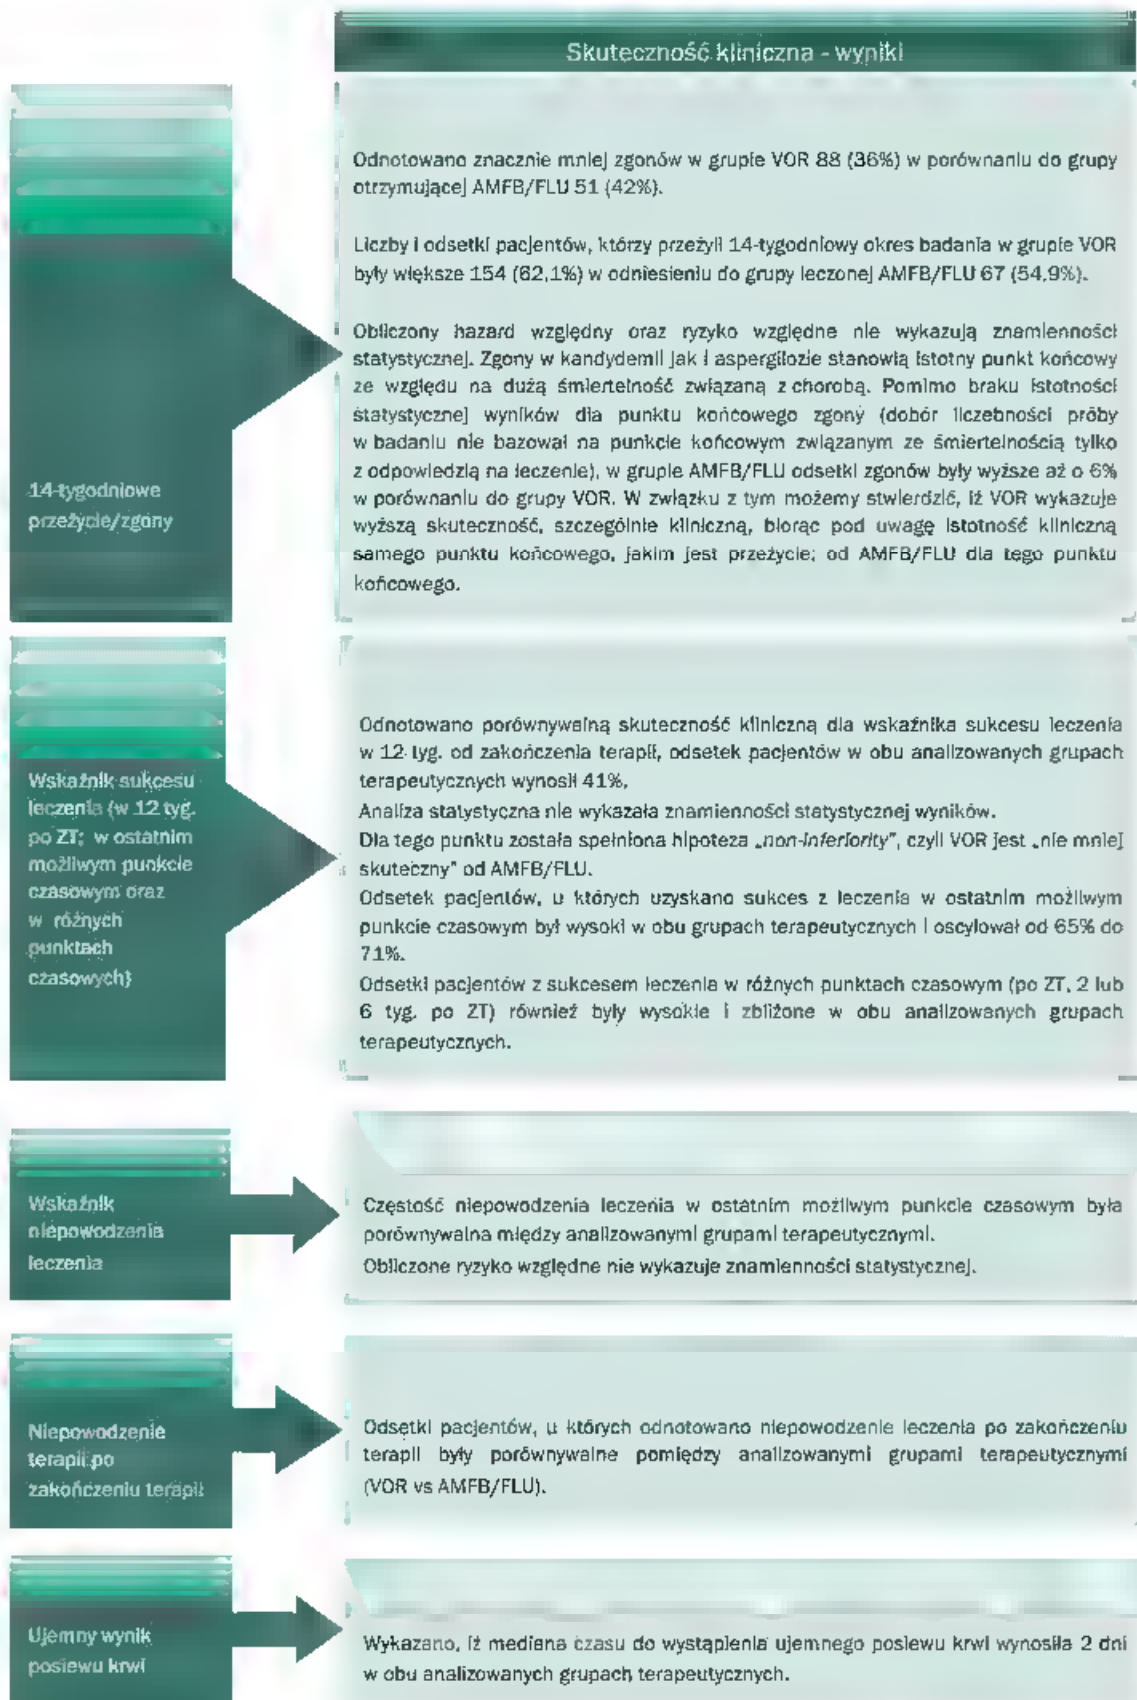 Skuteczność kliniczna - wyniki
14-tygodniowe
przeżycie/zgony
Odnotowano znacznie mniej zgonów w grupie VOR 88 (36%) w porównaniu do grupy
otrzymującej AMFB/FLU 51 (42%).
Liczby i odsetki pacjentów, którzy przeżyli 14-tygodniowy okres badania w grupie VOR
były większe 154 (62,1%) w odniesieniu do grupy leczonej AMFB/FLU 67 (54,9%).
Obliczony hazard względny oraz ryzyko względne nie wykazują znamienności
statystycznej. Zgony w kandydemii jak i aspergilozie stanowią istotny punkt końcowy
ze względu na dużą śmiertelność związaną z chorobą. Pomimo braku istotności
statystycznej wyników dla punktu końcowego zgony (dobór liczebności próby
w badaniu nie bazował na punkcie końcowym związanym ze śmiertelnością tylko
z odpowiedzią na leczenie), w grupie AMFB/FLU odsetki zgonów były wyższe aż o 6%
w porównaniu do grupy VOR. W związku z tym możemy stwierdzić, iż VOR wykazuje
wyższą skuteczność, szczególnie kliniczną, biorąc pod uwagę istotność kliniczną
samego punktu końcowego, jakim jest przeżycie; od AMFB/FLU dla tego punktu
końcowego.
Wskaźnik sukcesu
leczenia (w 12 tyg.
po ZT; w ostatnim
możliwym punkcie
czasowym oraz
w różnych
punktach
czasowych)
Odnotowano porównywalną skuteczność kliniczną dla wskaźnika sukcesu leczenia
w 12 tyg. od zakończenia terapii, odsetek pacjentów w obu analizowanych grupach
terapeutycznych wynosił 41%.
Analiza statystyczna nie wykazała znamienności statystycznej wyników.
Dla tego punktu została spełniona hipoteza „non-inferiority", czyli VOR jest „nie mniej
skuteczny" od AMFB/FLU.
Odsetek pacjentów, u których uzyskano sukces z leczenia w ostatnim możliwym
punkcie czasowym był wysoki w obu grupach terapeutycznych i oscylował od 65% do
71%.
Odsetki pacjentów z sukcesem leczenia w różnych punktach czasowym (po ZT, 2 lub
6 tyg. po ZT) również były wysokie i zbliżone w obu analizowanych grupach
terapeutycznych.
Wskaźnik
niepowodzenia
leczenia
Częstość niepowodzenia leczenia w ostatnim możliwym punkcie czasowym była
porównywalna między analizowanymi grupami terapeutycznymi.
Obliczone ryzyko względne nie wykazuje znamienności statystycznej.
Niepowodzenie
terapii po
zakończeniu terapii
Odsetki pacjentów, u których odnotowano niepowodzenie leczenia po zakończeniu
terapii były porównywalne pomiędzy analizowanymi grupami terapeutycznymi
(VOR vs AMFB/FLU).
Ujemny wynik
posiewu krwi
Wykazano, iż mediana czasu do wystąpienia ujemnego posiewu krwi wynosiła 2 dni
w obu analizowanych grupach terapeutycznych.